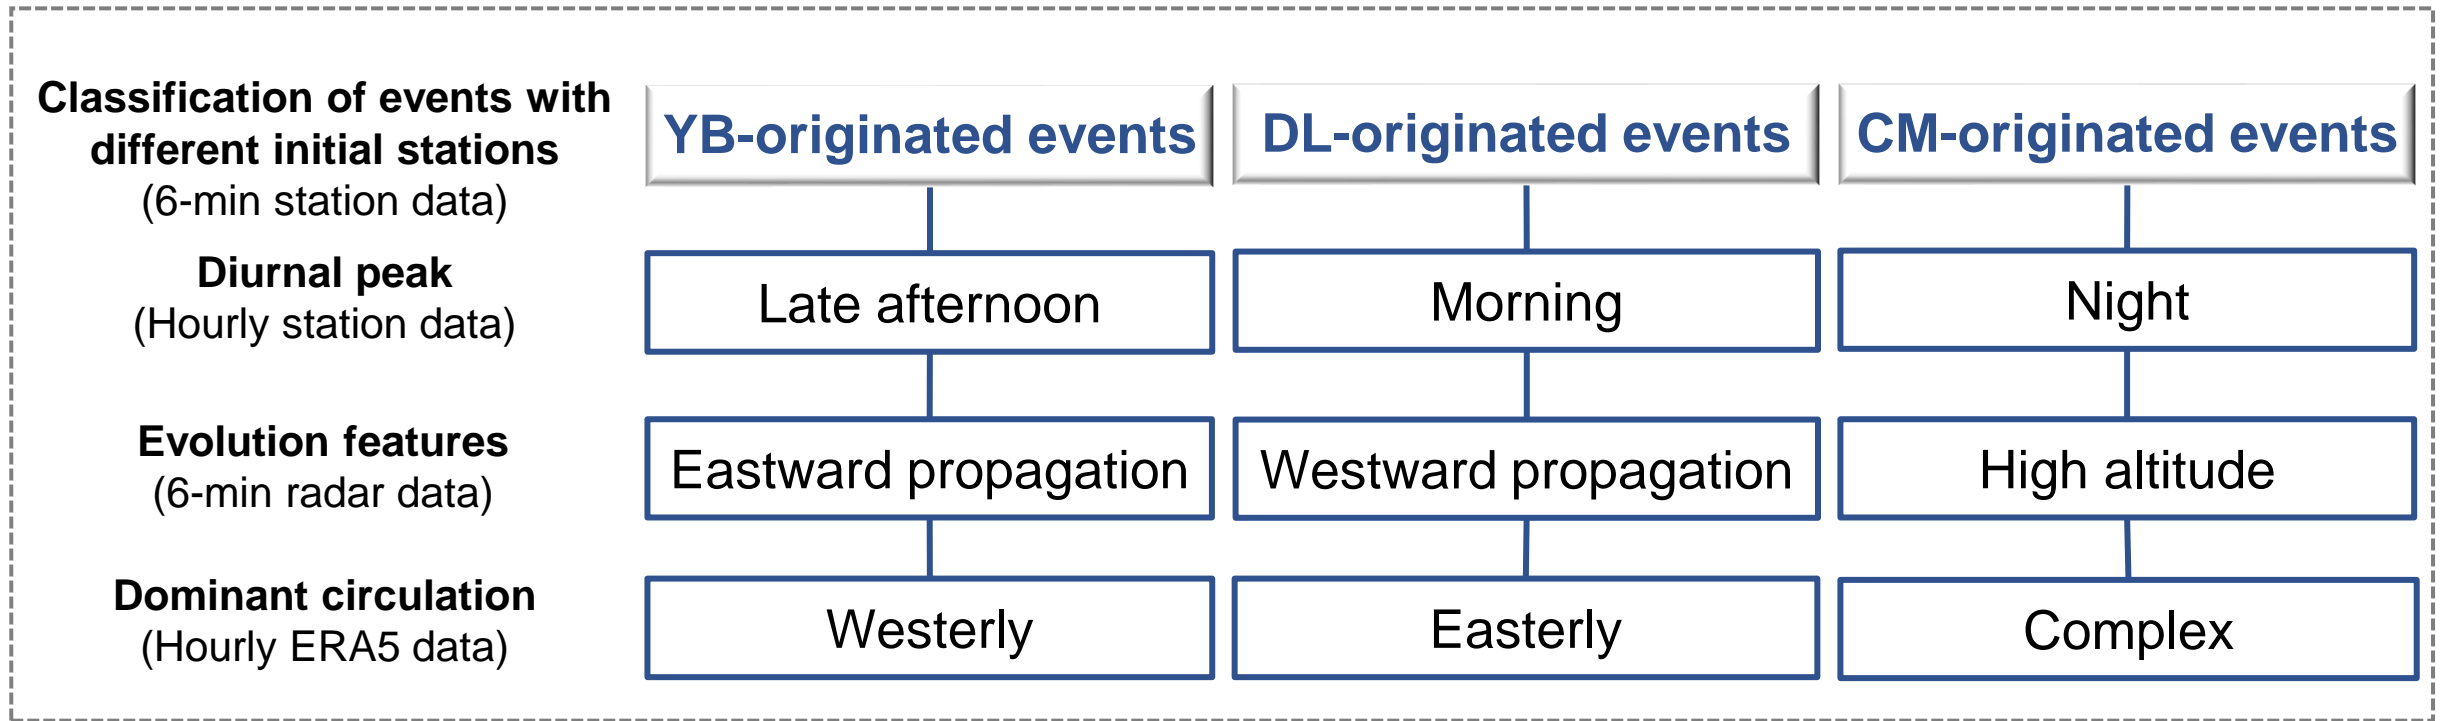 Classification of events with
different initial stations
(6-min station data)
YB-originated events
DL-originated events
CM-originated events
Diurnal peak
(Hourly station data)
Late afternoon
Morning
Night
Evolution features
(6-min radar data)
Eastward propagation
Westward propagation
High altitude
Dominant circulation
(Hourly ERA5 data)
Westerly
Easterly
Complex